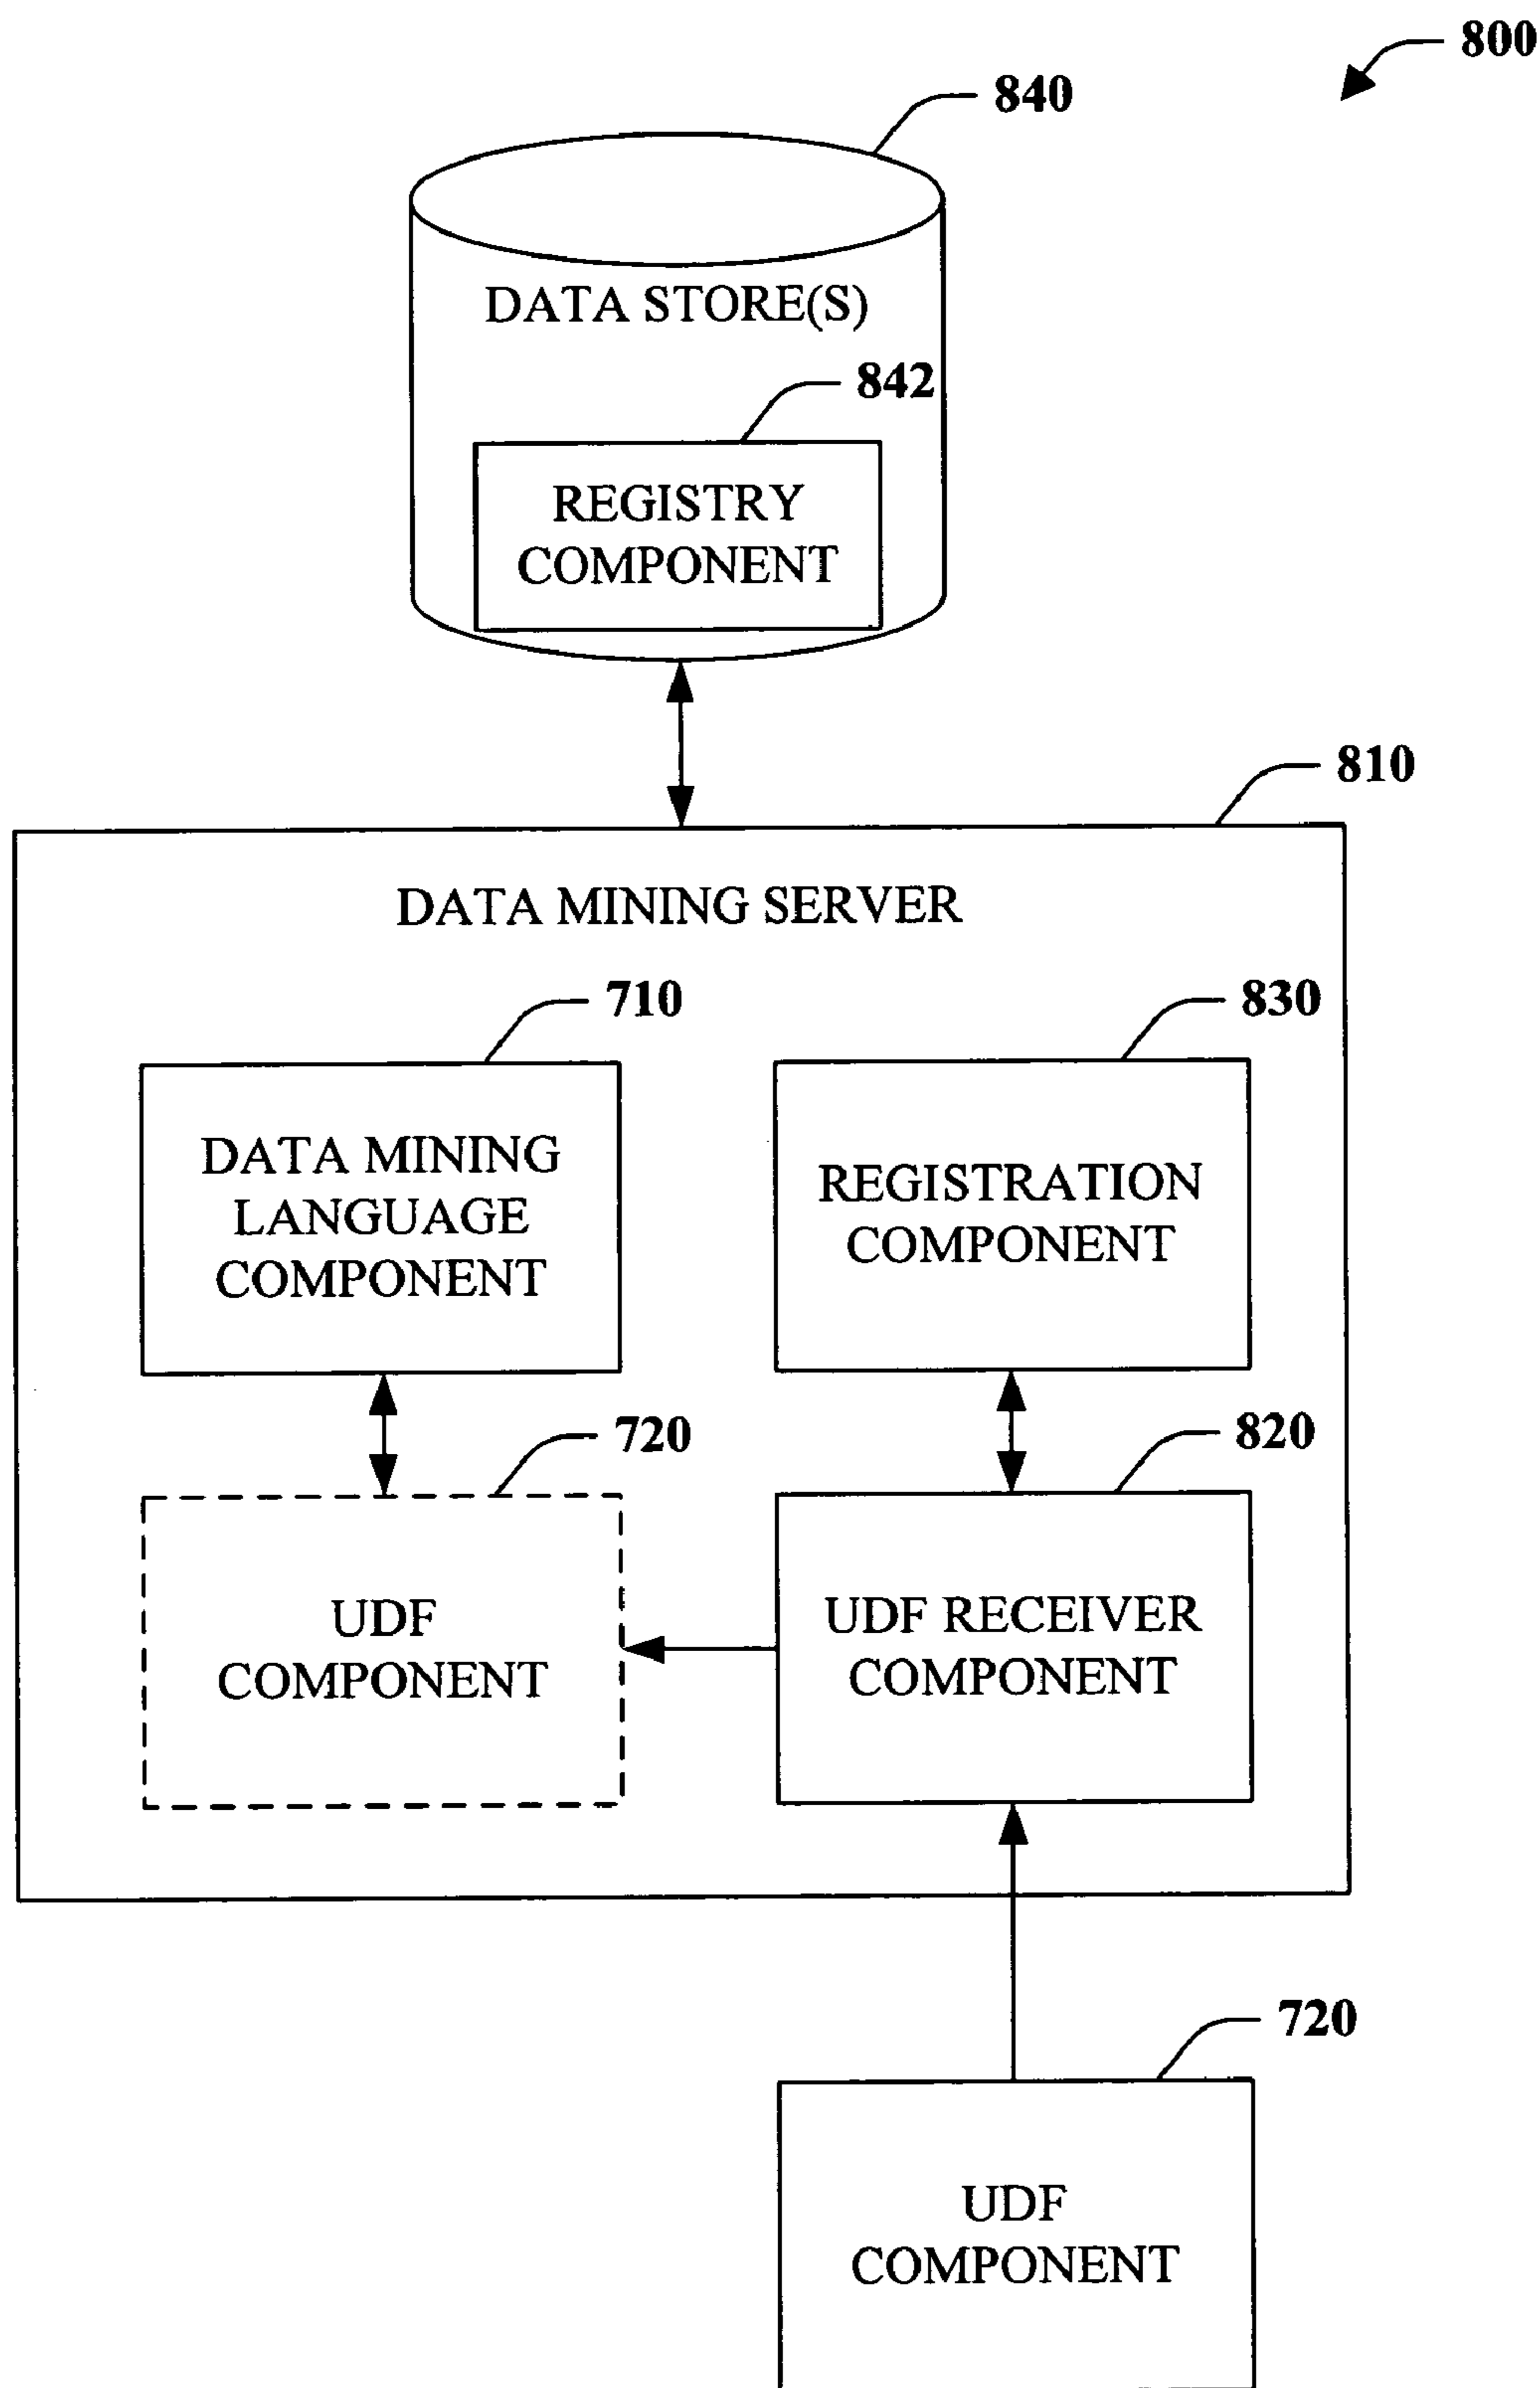 800
840
DATA STORE(S)
842
REGISTRY
COMPONENT
810
DATA MINING SERVER
710
830
DATA MINING
LANGUAGE
COMPONENT
REGISTRATION
COMPONENT
720
820
UDF
COMPONENT
UDF RECEIVER
COMPONENT
720
UDF
COMPONENT